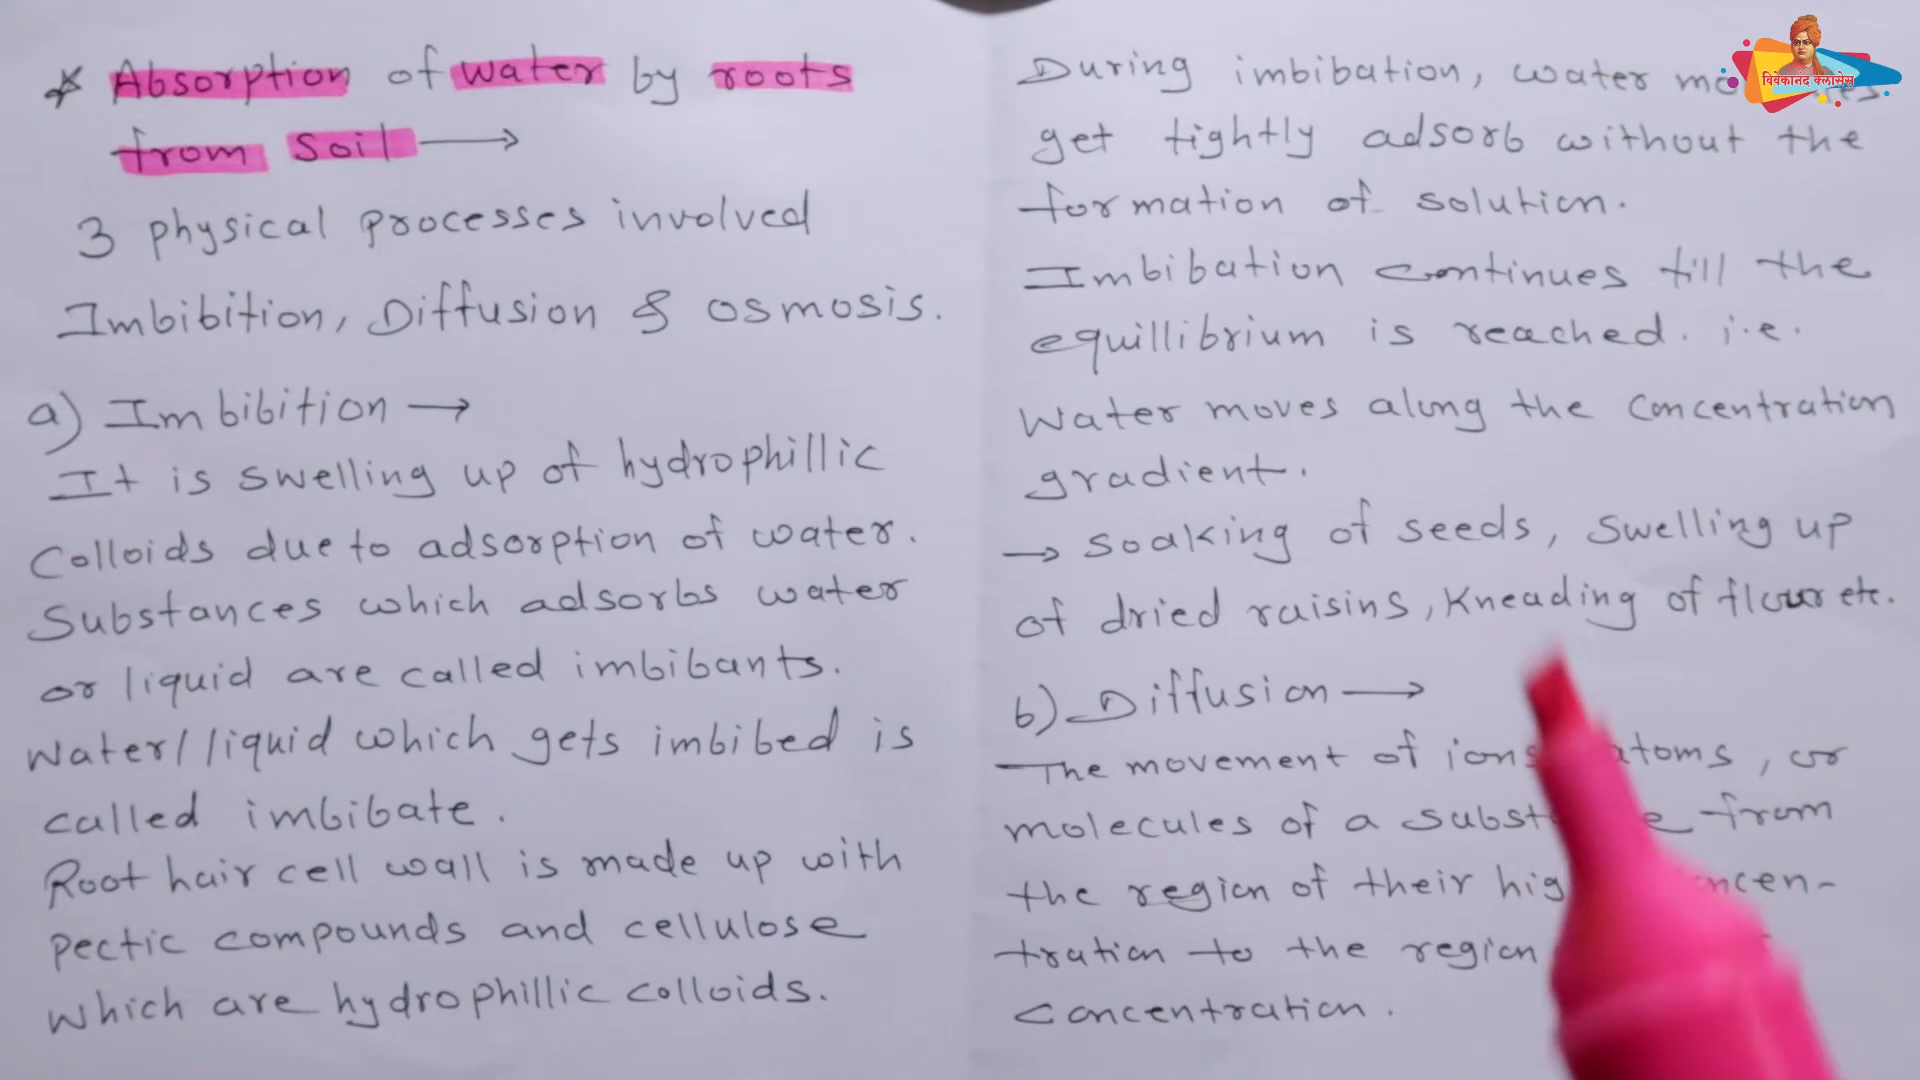 * Absorption of water by roots
from soil →
3 physical processes involved
Imbibition, Diffusion & osmosis.
a) Imbibition →
It is swelling up of hydrophillic
Colloids due to adsorption of water.
Substances which adsorbs water
or liquid are called imbibants.
Water/liquid which gets imbibed is
called imbibate.
Root hair cell wall is made up with
pectic compounds and cellulose
which are hydrophillic colloids.
During imbibation, water
get tightly adsorb without the
formation of solution.
Imbibation continues till the
equillibrium is reached. i.e.
Water moves along the concentration
gradient.
→ soaking of seeds, swelling up
of dried raisins, kneading of flour etc.
b) Diffusion →
The movement of ions atoms, or
molecules of a from
the region of their
tration to the region
concentration.
विवेकानंद क्लासेस